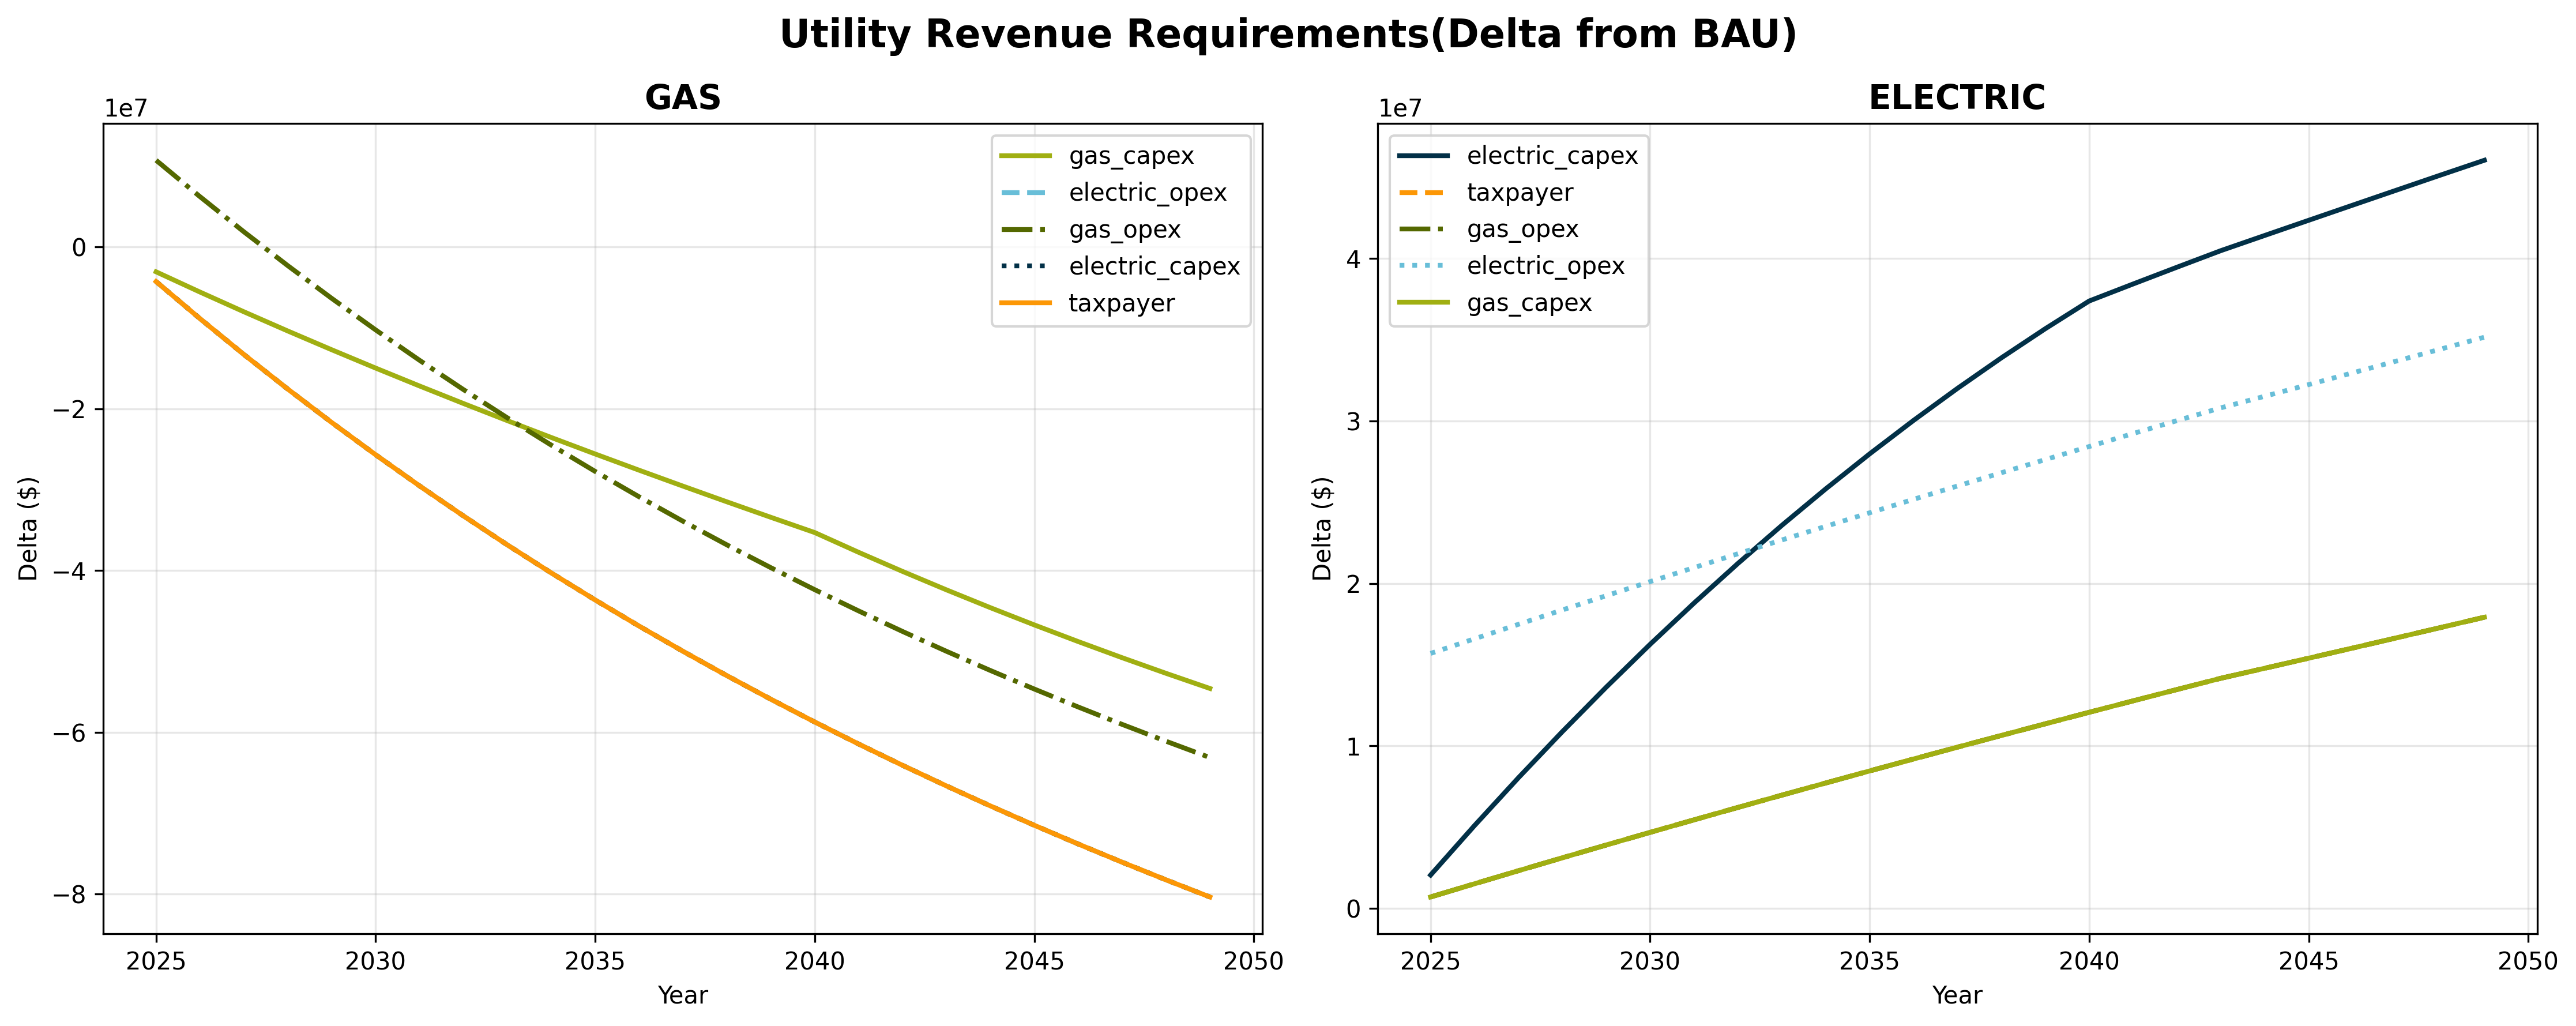 Utility Revenue Requirements(Delta from BAU)
GAS
1e7
gas_capex
electric_opex
gas_opex
electric_capex
taxpayer
0
−2
−4
−6
−8
Delta ($)
2025 2030 2035 2040 2045 2050
Year
ELECTRIC
1e7
electric_capex
taxpayer
gas_opex
electric_opex
gas_capex
4
3
2
1
0
Delta ($)
2025 2030 2035 2040 2045 2050
Year